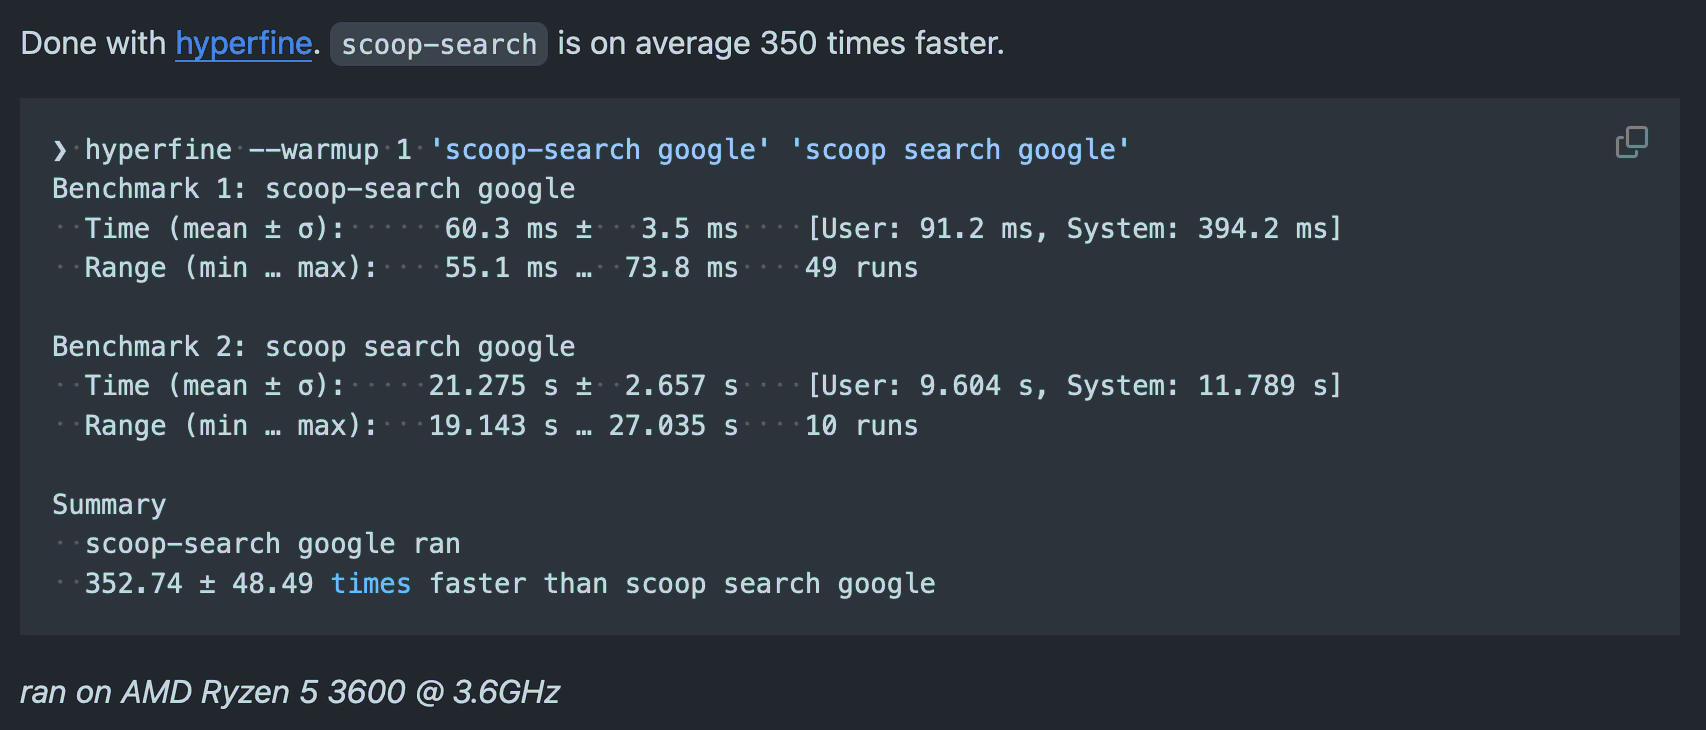 Done with hyperfine. scoop-search is on average 350 times faster.
❯ hyperfine --warmup 1 'scoop-search google' 'scoop search google'
Benchmark 1: scoop-search google
  Time (mean ± σ):      60.3 ms ±   3.5 ms    [User: 91.2 ms, System: 394.2 ms]
  Range (min … max):    55.1 ms …  73.8 ms    49 runs

Benchmark 2: scoop search google
  Time (mean ± σ):     21.275 s ±  2.657 s    [User: 9.604 s, System: 11.789 s]
  Range (min … max):   19.143 s … 27.035 s    10 runs

Summary
  scoop-search google ran
  352.74 ± 48.49 times faster than scoop search google
ran on AMD Ryzen 5 3600 @ 3.6GHz